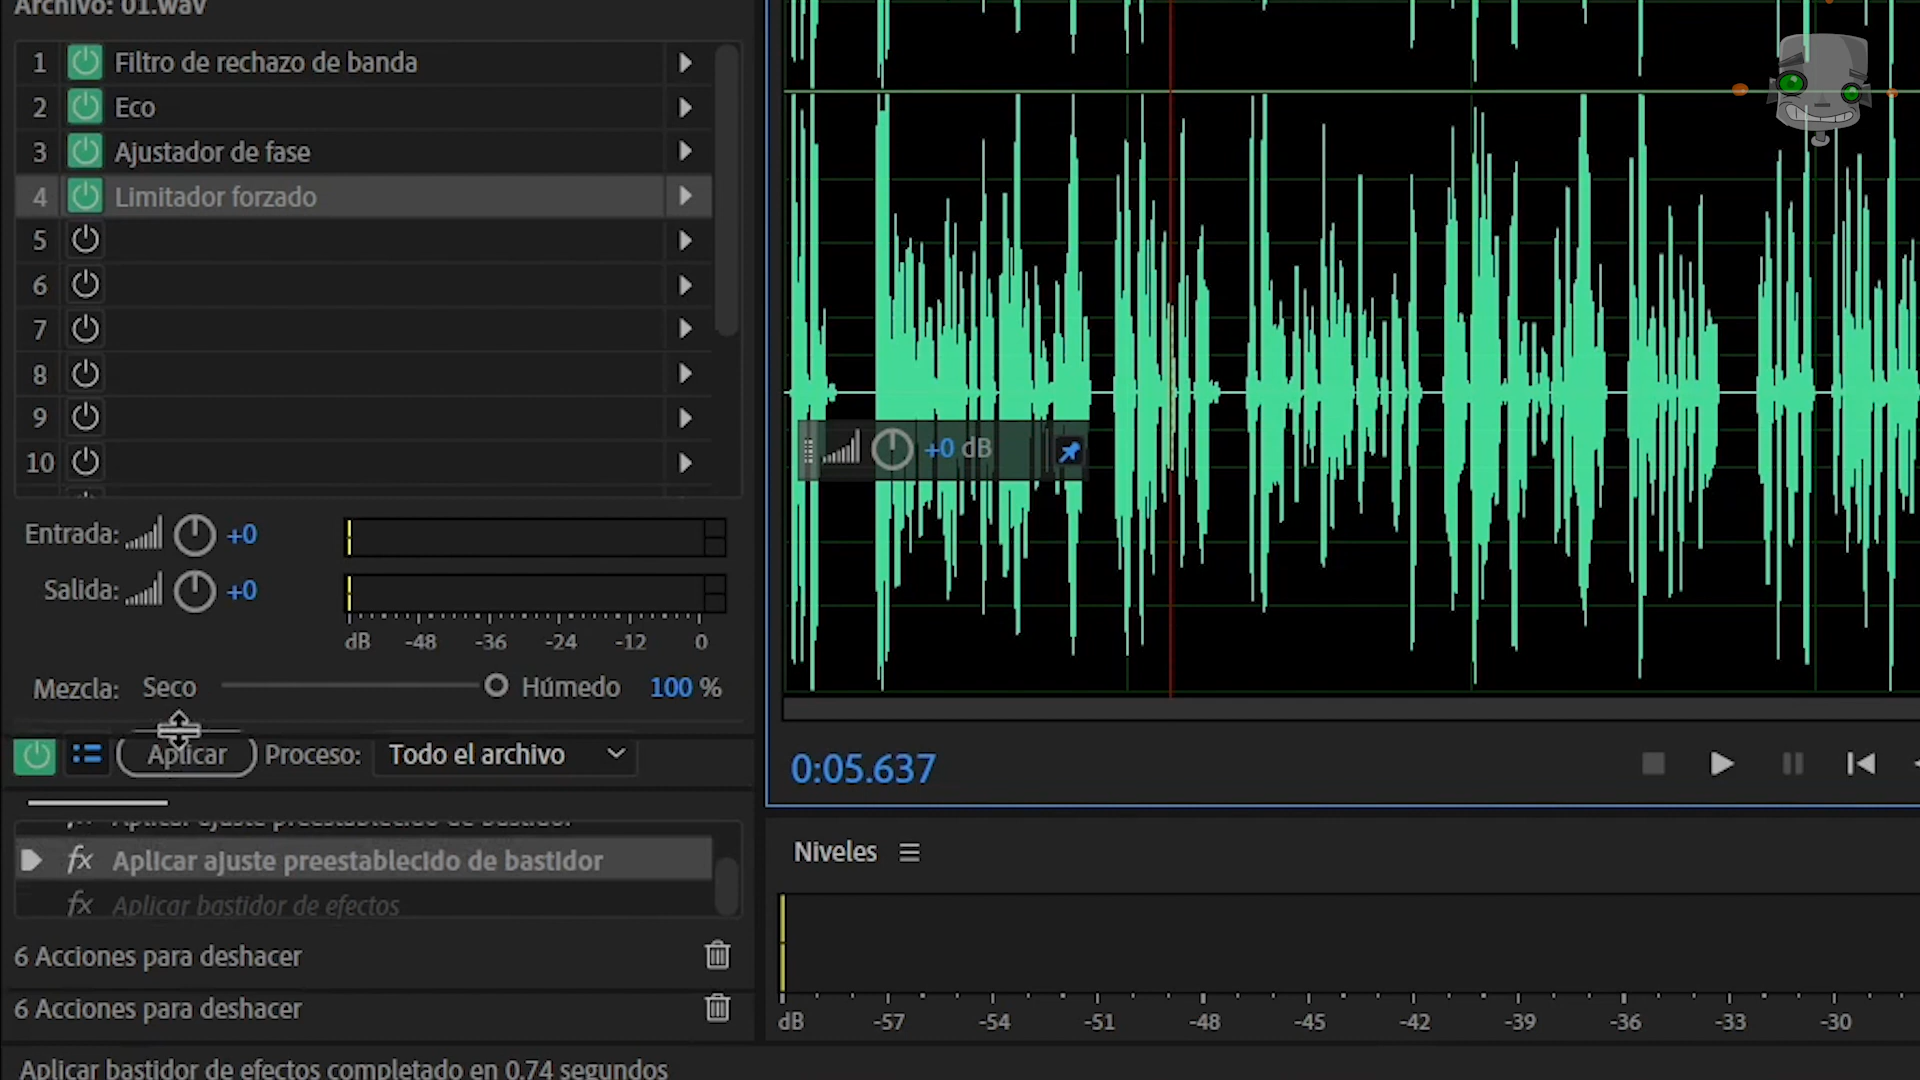 Archivo: 01.wav
1 Filtro de rechazo de banda
2 Eco
3 Ajustador de fase
4 Limitador forzado
5
6
7
8
9
10
Entrada: +0
Salida: +0
dB -48 -36 -24 -12 0
Mezcla: Seco Húmedo 100 %
Aplicar Proceso: Todo el archivo
Aplicar ajuste preestablecido de bastidor
fx Aplicar ajuste preestablecido de bastidor
fx Aplicar bastidor de efectos
6 Acciones para deshacer
6 Acciones para deshacer
Aplicar bastidor de efectos completado en 0.74 segundos
+0 dB
0:05.637
Niveles
dB -57 -54 -51 -48 -45 -42 -39 -36 -33 -30